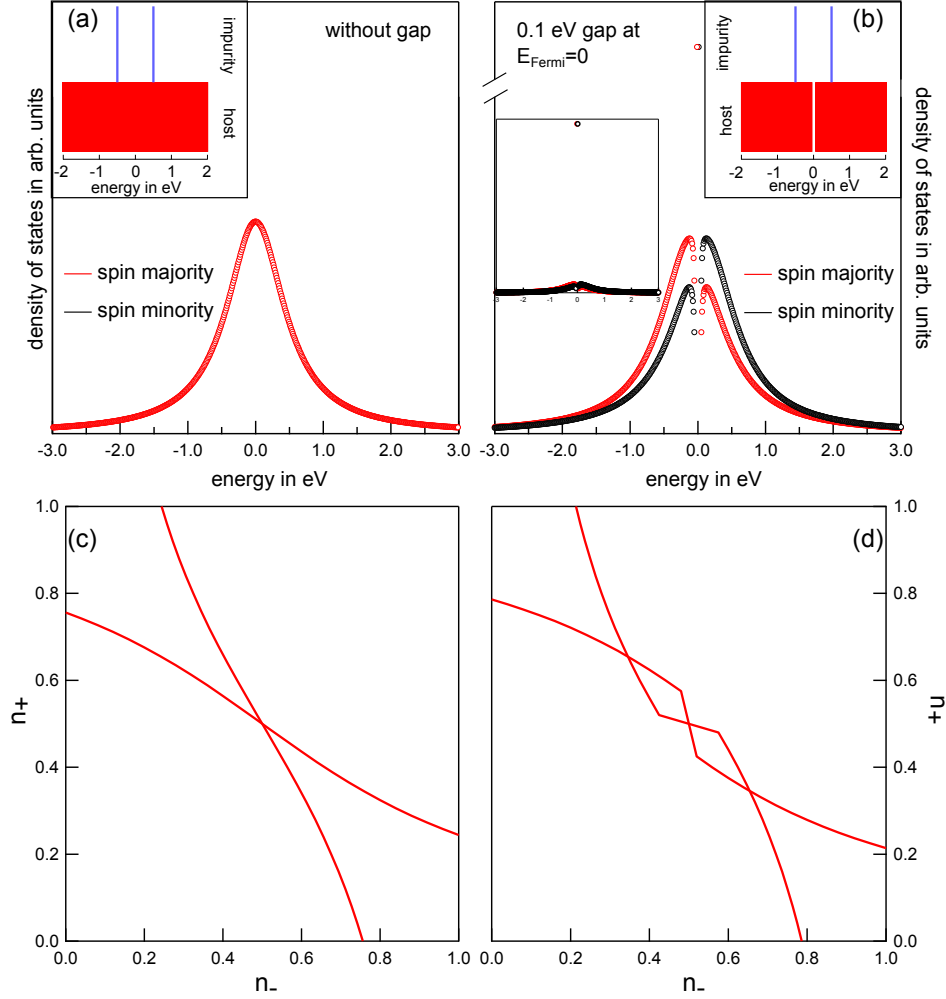 (a)
without gap
impurity
host
-2
0
2
energy in eV
density of states in arb. units
spin majority
spin minority
-3.0
-2.0
-1.0
0.0
1.0
2.0
3.0
energy in eV
0.1 eV gap at
E_Fermi=0
(b)
impurity
host
-2
0
2
energy in eV
density of states in arb. units
-3
-2
-1
0
1
2
3
-3
-2
-1
0
1
2
3
spin majority
spin minority
-3.0
-2.0
-1.0
0.0
1.0
2.0
3.0
energy in eV
(c)
1.0
0.8
0.6
0.4
0.2
0.0
n+
0.0
0.2
0.4
0.6
0.8
1.0
n-
(d)
1.0
0.8
0.6
0.4
0.2
0.0
n+
0.0
0.2
0.4
0.6
0.8
1.0
n-